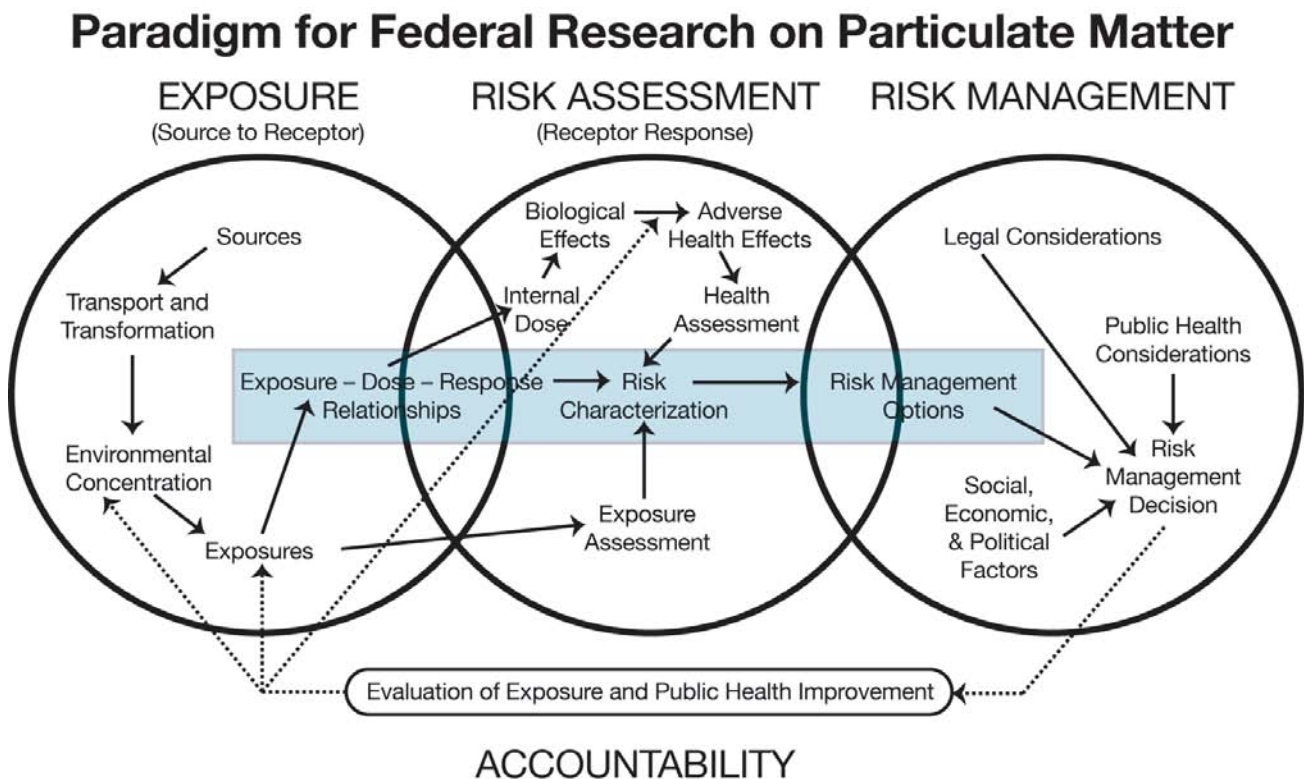 Paradigm for Federal Research on Particulate Matter
EXPOSURE
(Source to Receptor)
RISK ASSESSMENT
(Receptor Response)
RISK MANAGEMENT
Sources
Transport and
Transformation
Environmental
Concentration
Exposures
Exposure – Dose – Response
Relationships
Internal
Dose
Biological
Effects
Adverse
Health Effects
Health
Assessment
Risk
Characterization
Exposure
Assessment
Risk Management
Options
Legal Considerations
Public Health
Considerations
Risk
Management
Decision
Social,
Economic,
& Political
Factors
Evaluation of Exposure and Public Health Improvement
ACCOUNTABILITY